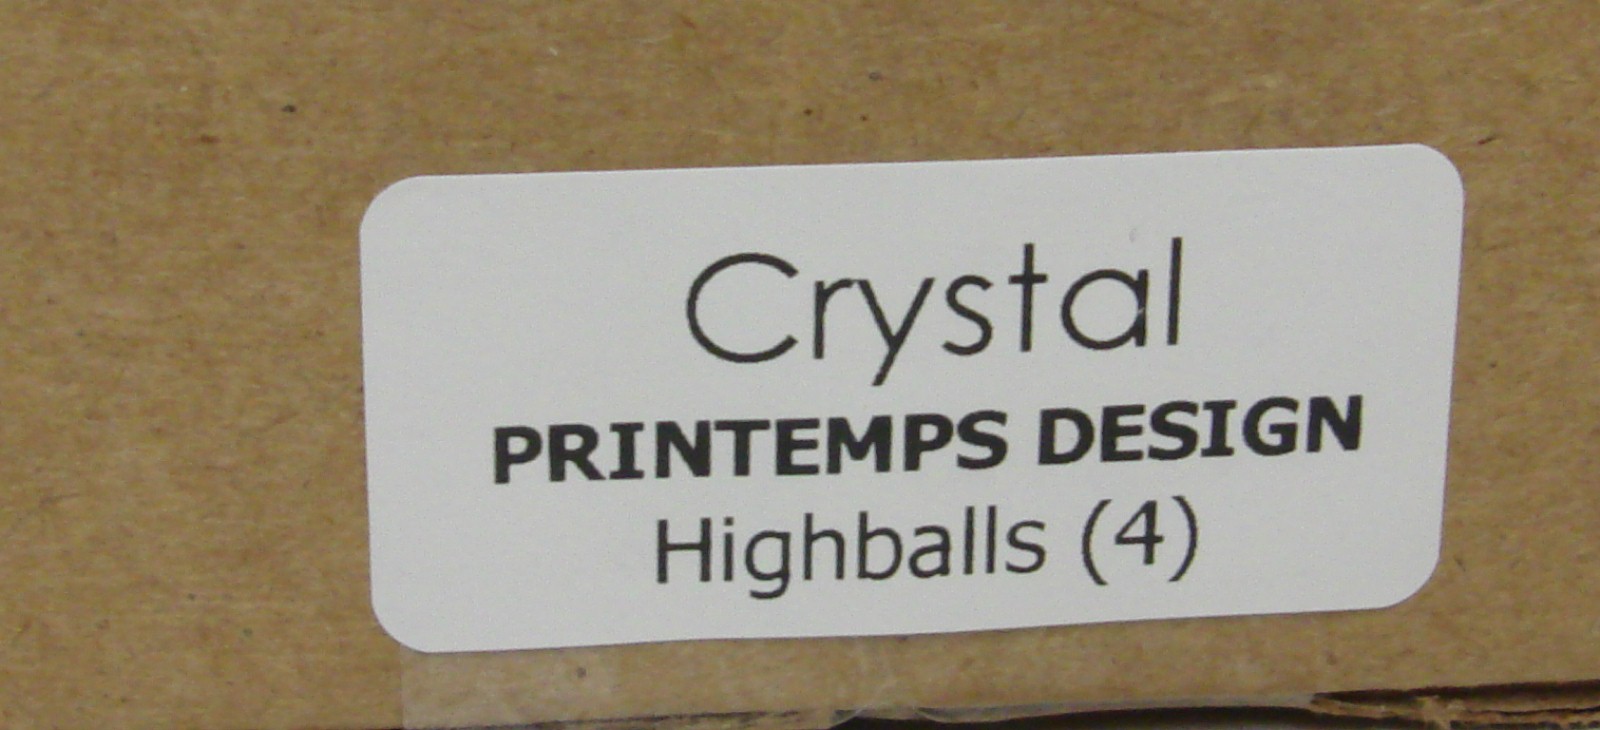 Crystal
PRINTEMPS DESIGN
Highballs (4)